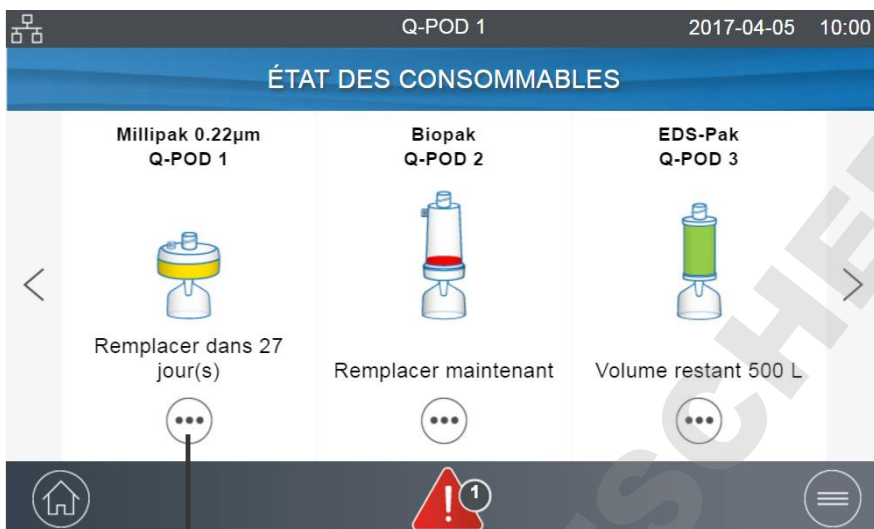 Q-POD 1 2017-04-05 10:00
ÉTAT DES CONSOMMABLES
Millipak 0.22µm
Q-POD 1
Remplacer dans 27
jour(s)
Biopak
Q-POD 2
Remplacer maintenant
EDS-Pak
Q-POD 3
Volume restant 500 L
1